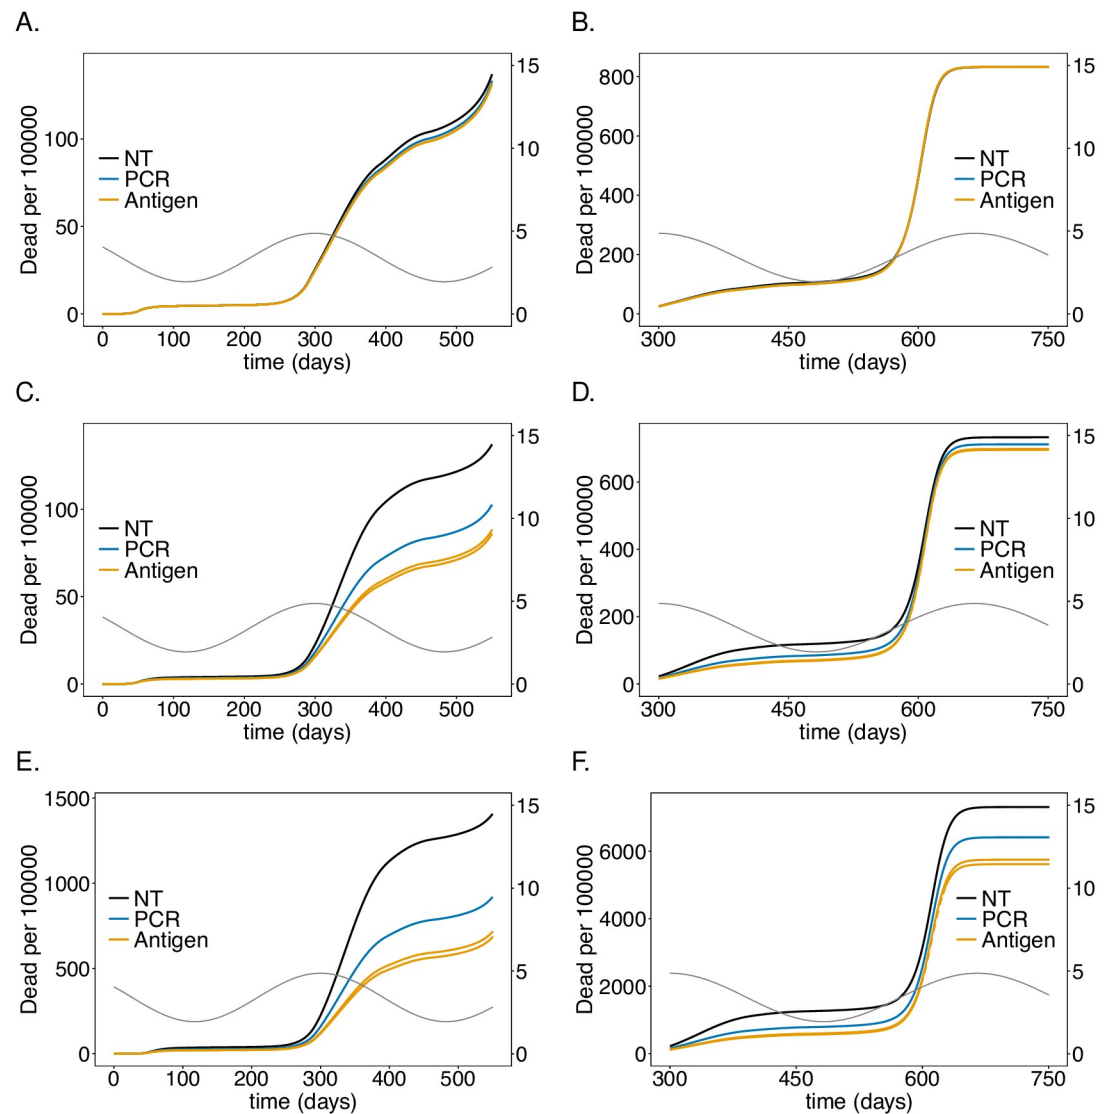 A.
Dead per 100000
100
50
0
15
10
5
0
NT
PCR
Antigen
0 100 200 300 400 500
time (days)
B.
Dead per 100000
800
600
400
200
0
15
10
5
0
NT
PCR
Antigen
300 450 600 750
time (days)
C.
Dead per 100000
100
50
0
15
10
5
0
NT
PCR
Antigen
0 100 200 300 400 500
time (days)
D.
Dead per 100000
600
400
200
0
15
10
5
0
NT
PCR
Antigen
300 450 600 750
time (days)
E.
Dead per 100000
1500
1000
500
0
15
10
5
0
NT
PCR
Antigen
0 100 200 300 400 500
time (days)
F.
Dead per 100000
6000
4000
2000
0
15
10
5
0
NT
PCR
Antigen
300 450 600 750
time (days)